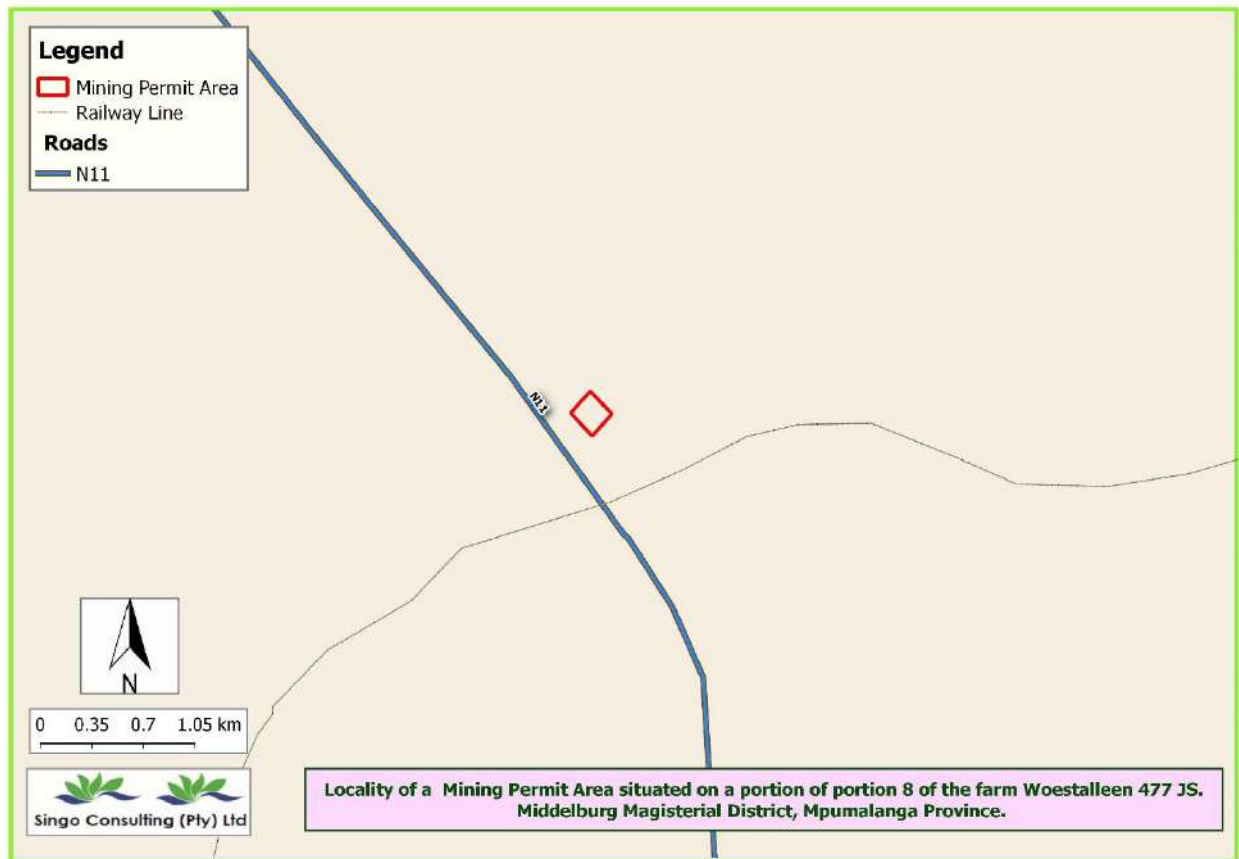 Legend
Mining Permit Area
Railway Line
Roads
N11
N11
N
0 0.35 0.7 1.05 km
Singo Consulting (Pty) Ltd
Locality of a Mining Permit Area situated on a portion of portion 8 of the farm Woestalleen 477 JS.
Middelburg Magisterial District, Mpumalanga Province.